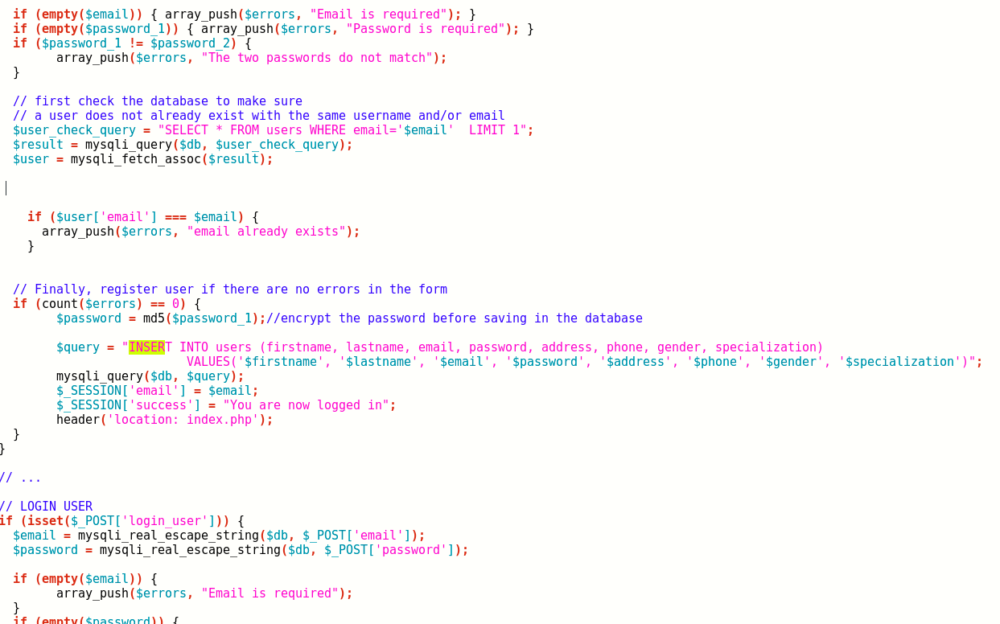 if (empty($email)) { array_push($errors, "Email is required"); }
if (empty($password_1)) { array_push($errors, "Password is required"); }
if ($password_1 != $password_2) {
array_push($errors, "The two passwords do not match");
}
// first check the database to make sure
// a user does not already exist with the same username and/or email
$user_check_query = "SELECT * FROM users WHERE email='$email'  LIMIT 1";
$result = mysqli_query($db, $user_check_query);
$user = mysqli_fetch_assoc($result);
if ($user['email'] === $email) {
array_push($errors, "email already exists");
}
// Finally, register user if there are no errors in the form
if (count($errors) == 0) {
$password = md5($password_1);//encrypt the password before saving in the database
$query = "INSERT INTO users (firstname, lastname, email, password, address, phone, gender, specialization)
VALUES('$firstname', '$lastname', '$email', '$password', '$address', '$phone', '$gender', '$specialization')";
mysqli_query($db, $query);
$_SESSION['email'] = $email;
$_SESSION['success'] = "You are now logged in";
header('location: index.php');
}
}
// ...
// LOGIN USER
if (isset($_POST['login_user'])) {
$email = mysqli_real_escape_string($db, $_POST['email']);
$password = mysqli_real_escape_string($db, $_POST['password']);
if (empty($email)) {
array_push($errors, "Email is required");
}
if (empty($password)) {